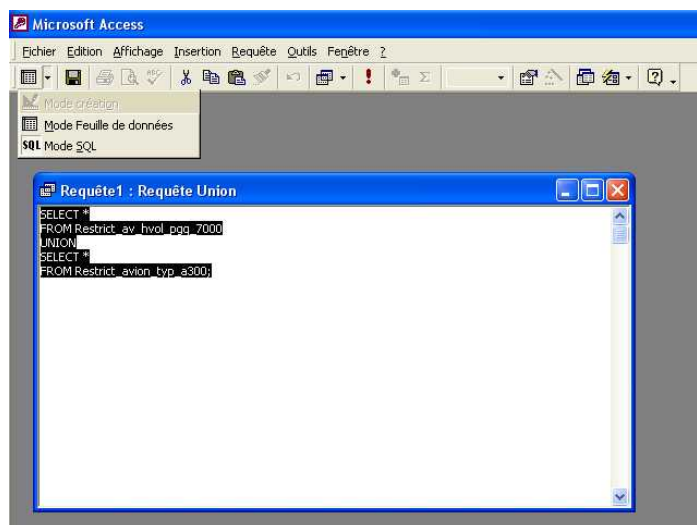 Microsoft Access
Fichier Edition Affichage Insertion Requête Outils Fenêtre ?
Mode création
Mode Feuille de données
SQL Mode SQL
Requête1 : Requête Union
SELECT *
FROM Restrict_av_hvol_pgq_7000
UNION
SELECT *
FROM Restrict_avion_typ_a300;